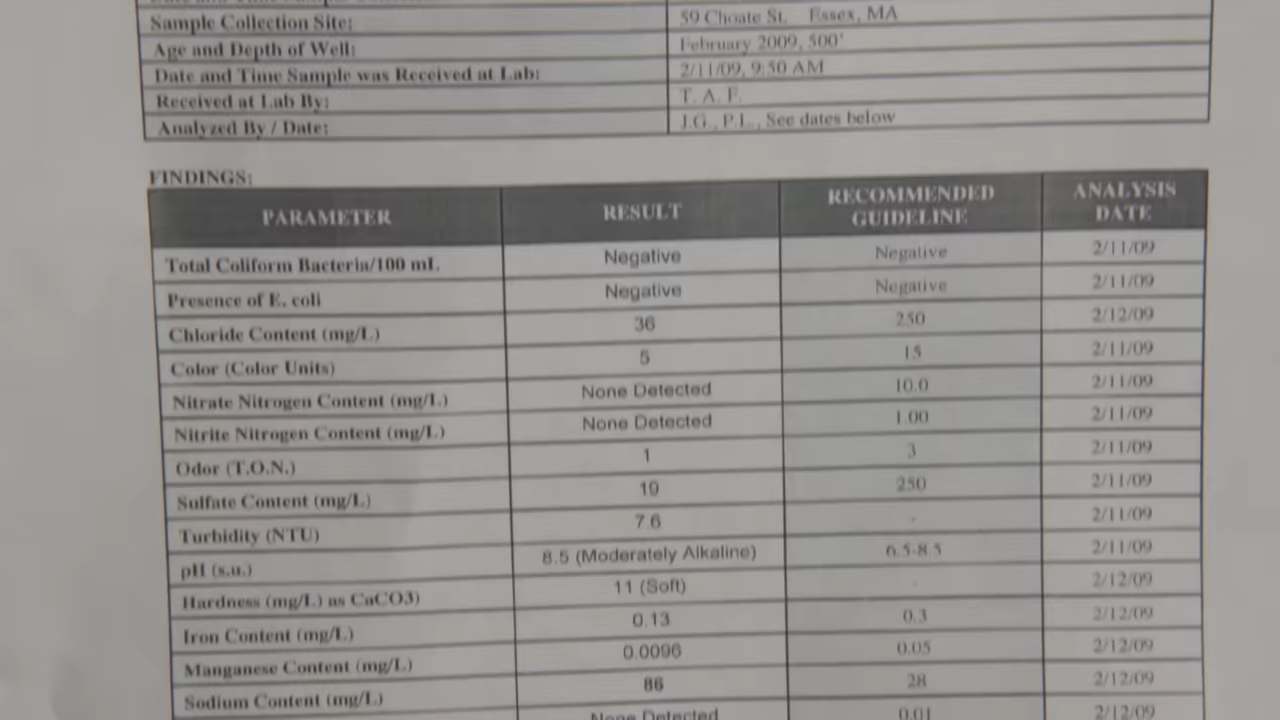 Sample Collection Site: 59 Choate St. Essex, MA
Age and Depth of Well: February 2009, 500'
Date and Time Sample was Received at Lab: 2/11/09, 9:50 AM
Received at Lab By: T. A. F.
Analyzed By / Date: J.G., P.L., See dates below
FINDINGS:
PARAMETER RESULT RECOMMENDED GUIDELINE ANALYSIS DATE
Total Coliform Bacteria/100 mL Negative Negative 2/11/09
Presence of E. coli Negative Negative 2/11/09
Chloride Content (mg/L) 36 250 2/12/09
Color (Color Units) 5 15 2/11/09
Nitrate Nitrogen Content (mg/L) None Detected 10.0 2/11/09
Nitrite Nitrogen Content (mg/L) None Detected 1.00 2/11/09
Odor (T.O.N.) 1 3 2/11/09
Sulfate Content (mg/L) 19 250 2/11/09
Turbidity (NTU) 7.6 - 2/11/09
pH (s.u.) 8.5 (Moderately Alkaline) 6.5-8.5 2/11/09
Hardness (mg/L) as CaCO3) 11 (Soft) - 2/12/09
Iron Content (mg/L) 0.13 0.3 2/12/09
Manganese Content (mg/L) 0.0096 0.05 2/12/09
Sodium Content (mg/L) 86 28 2/12/09
None Detected 0.01 2/12/09